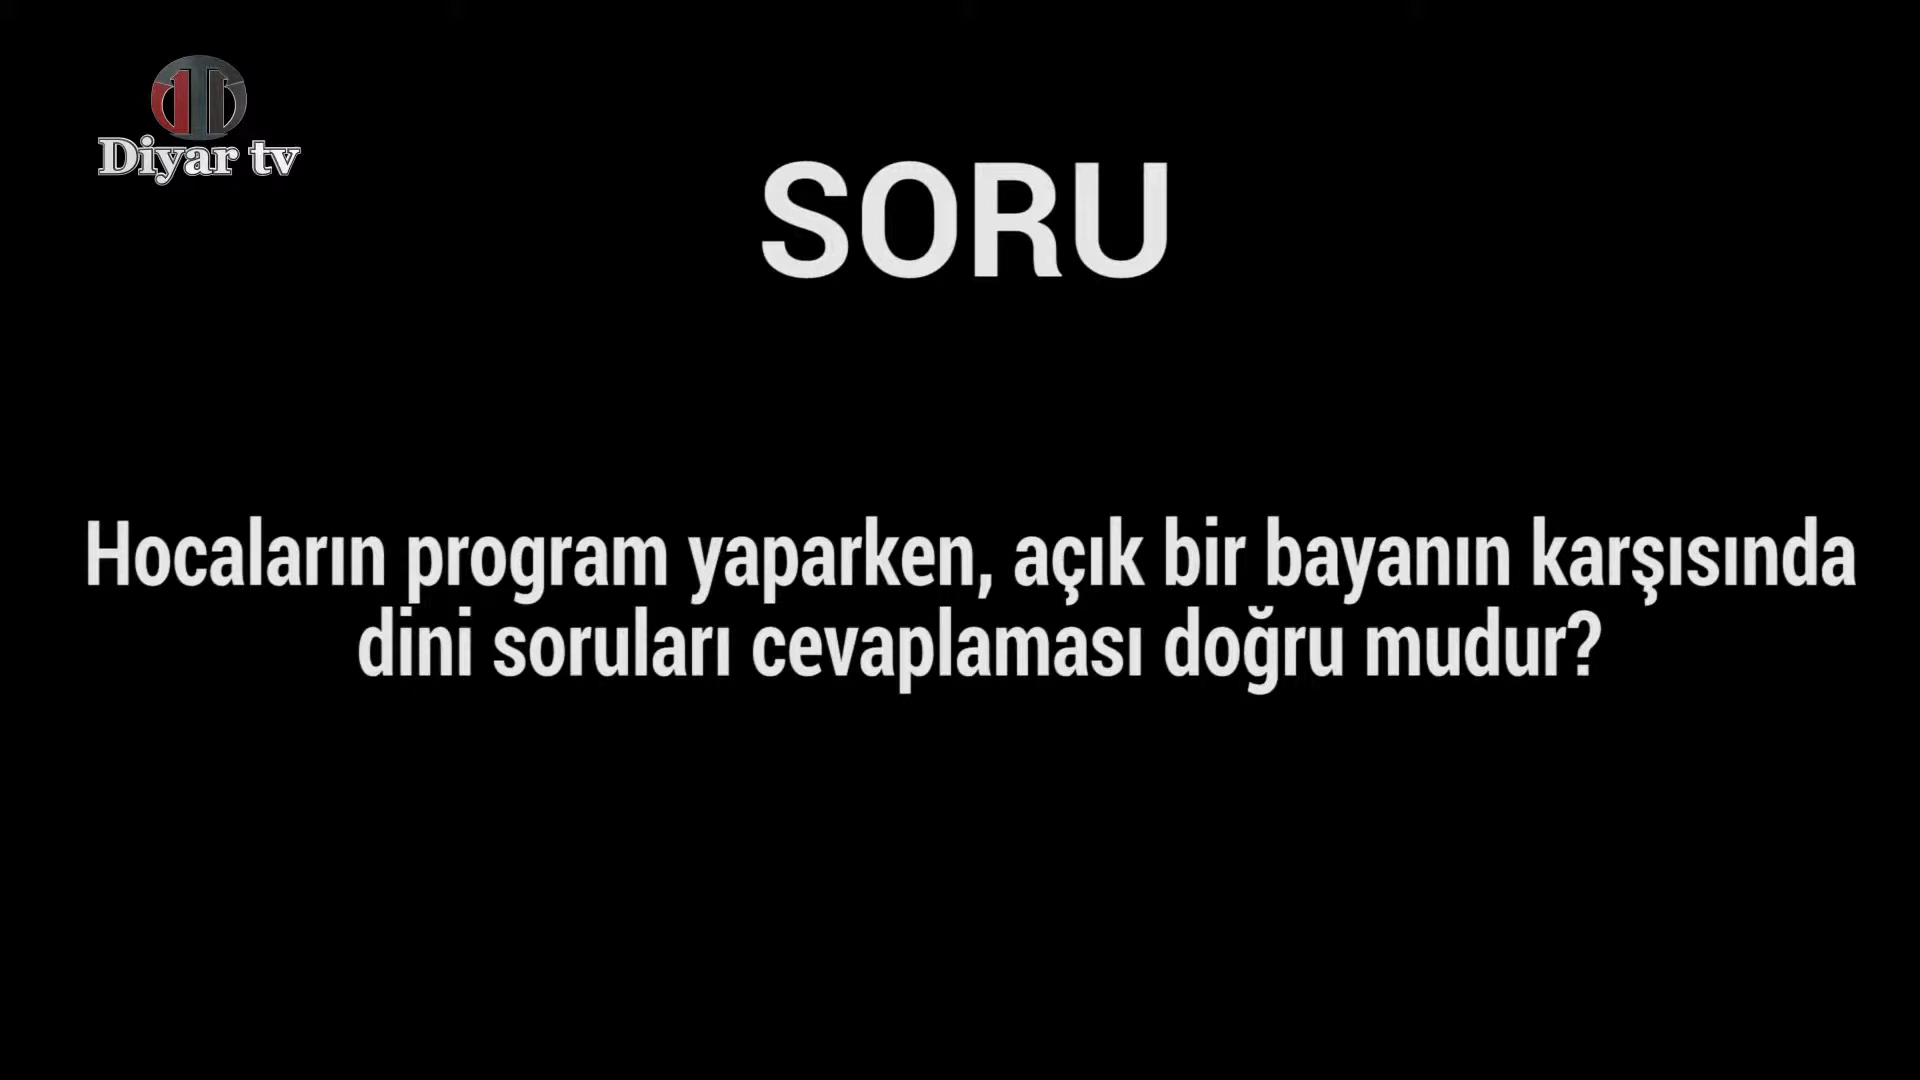 Diyar tv
SORU
Hocaların program yaparken, açık bir bayanın karşısında
dini soruları cevaplaması doğru mudur?